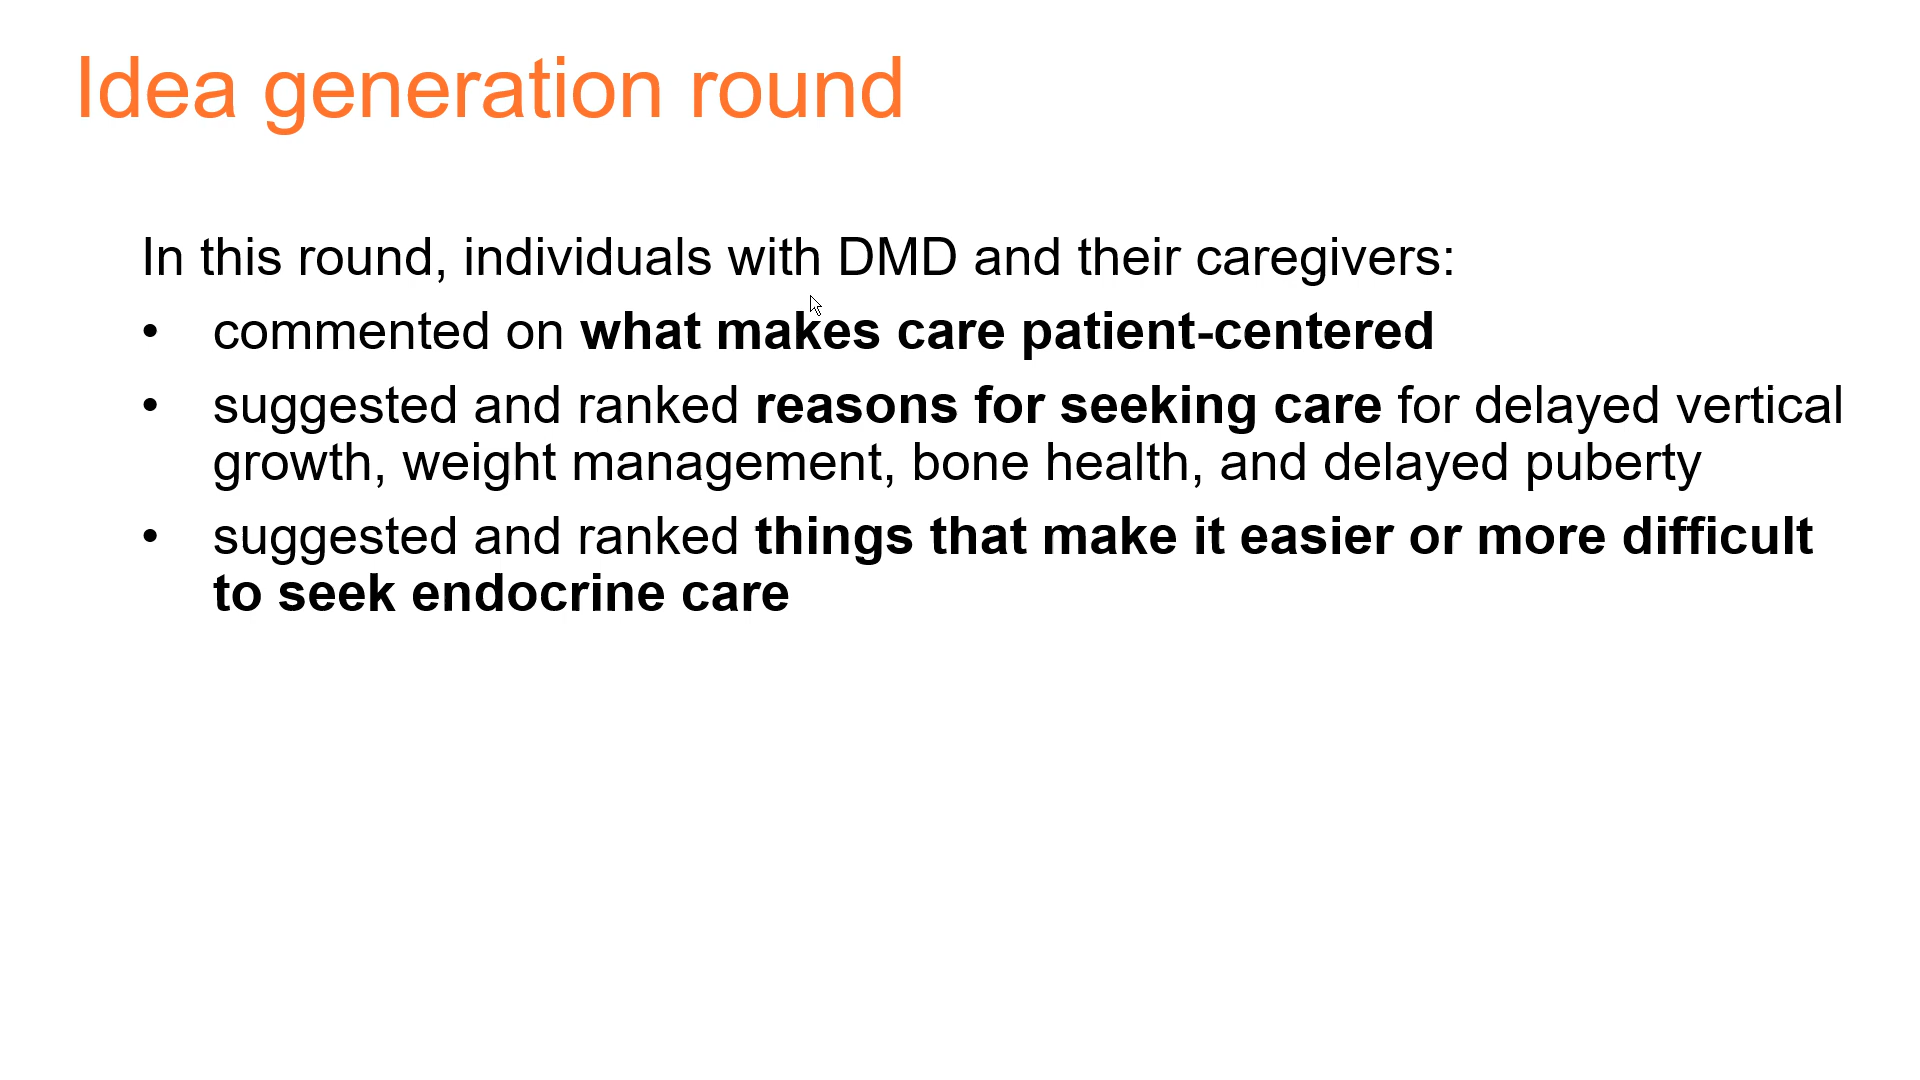 Idea generation round
In this round, individuals with DMD and their caregivers:
• commented on what makes care patient-centered
• suggested and ranked reasons for seeking care for delayed vertical
growth, weight management, bone health, and delayed puberty
• suggested and ranked things that make it easier or more difficult
to seek endocrine care